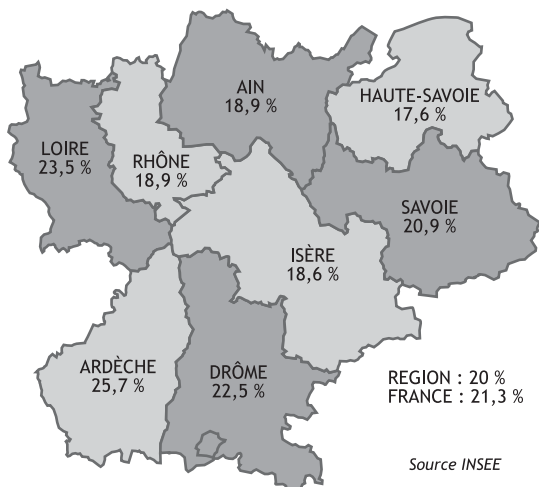 AIN
18,9 %
HAUTE-SAVOIE
17,6 %
LOIRE
23,5 %
RHÔNE
18,9 %
SAVOIE
20,9 %
ISÈRE
18,6 %
ARDÈCHE
25,7 %
DRÔME
22,5 %
REGION : 20 %
FRANCE : 21,3 %
Source INSEE